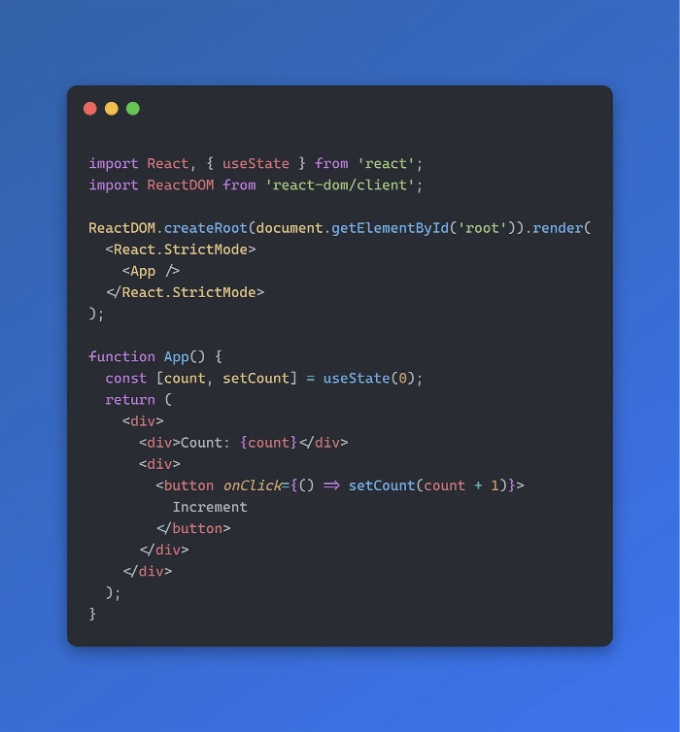 import React, { useState } from 'react';
import ReactDOM from 'react-dom/client';
ReactDOM.createRoot(document.getElementById('root')).render(
  <React.StrictMode>
    <App />
  </React.StrictMode>
);
function App() {
  const [count, setCount] = useState(0);
  return (
    <div>
      <div>Count: {count}</div>
      <div>
        <button onClick={() => setCount(count + 1)}>
          Increment
        </button>
      </div>
    </div>
  );
}